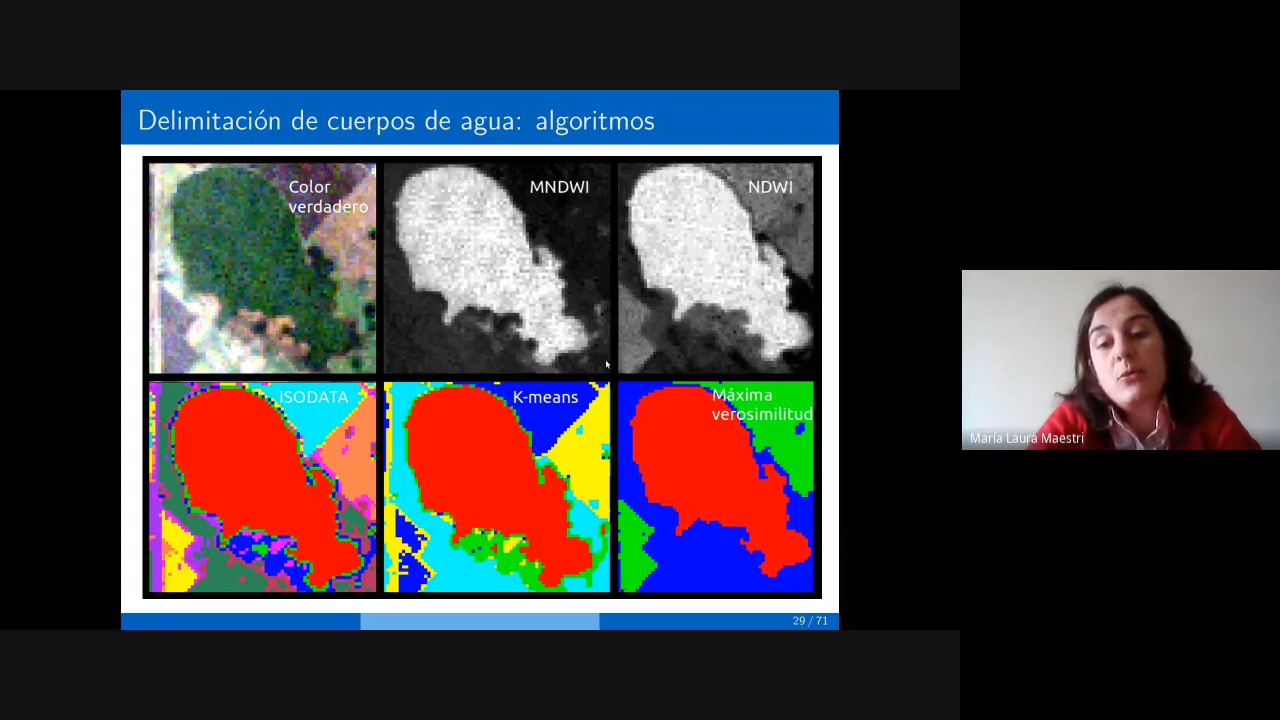 Delimitación de cuerpos de agua: algoritmos
Color
verdadero
MNDWI
NDWI
ISODATA
K-means
Máxima
verosimilitud
29 / 71
María Laura Maestri